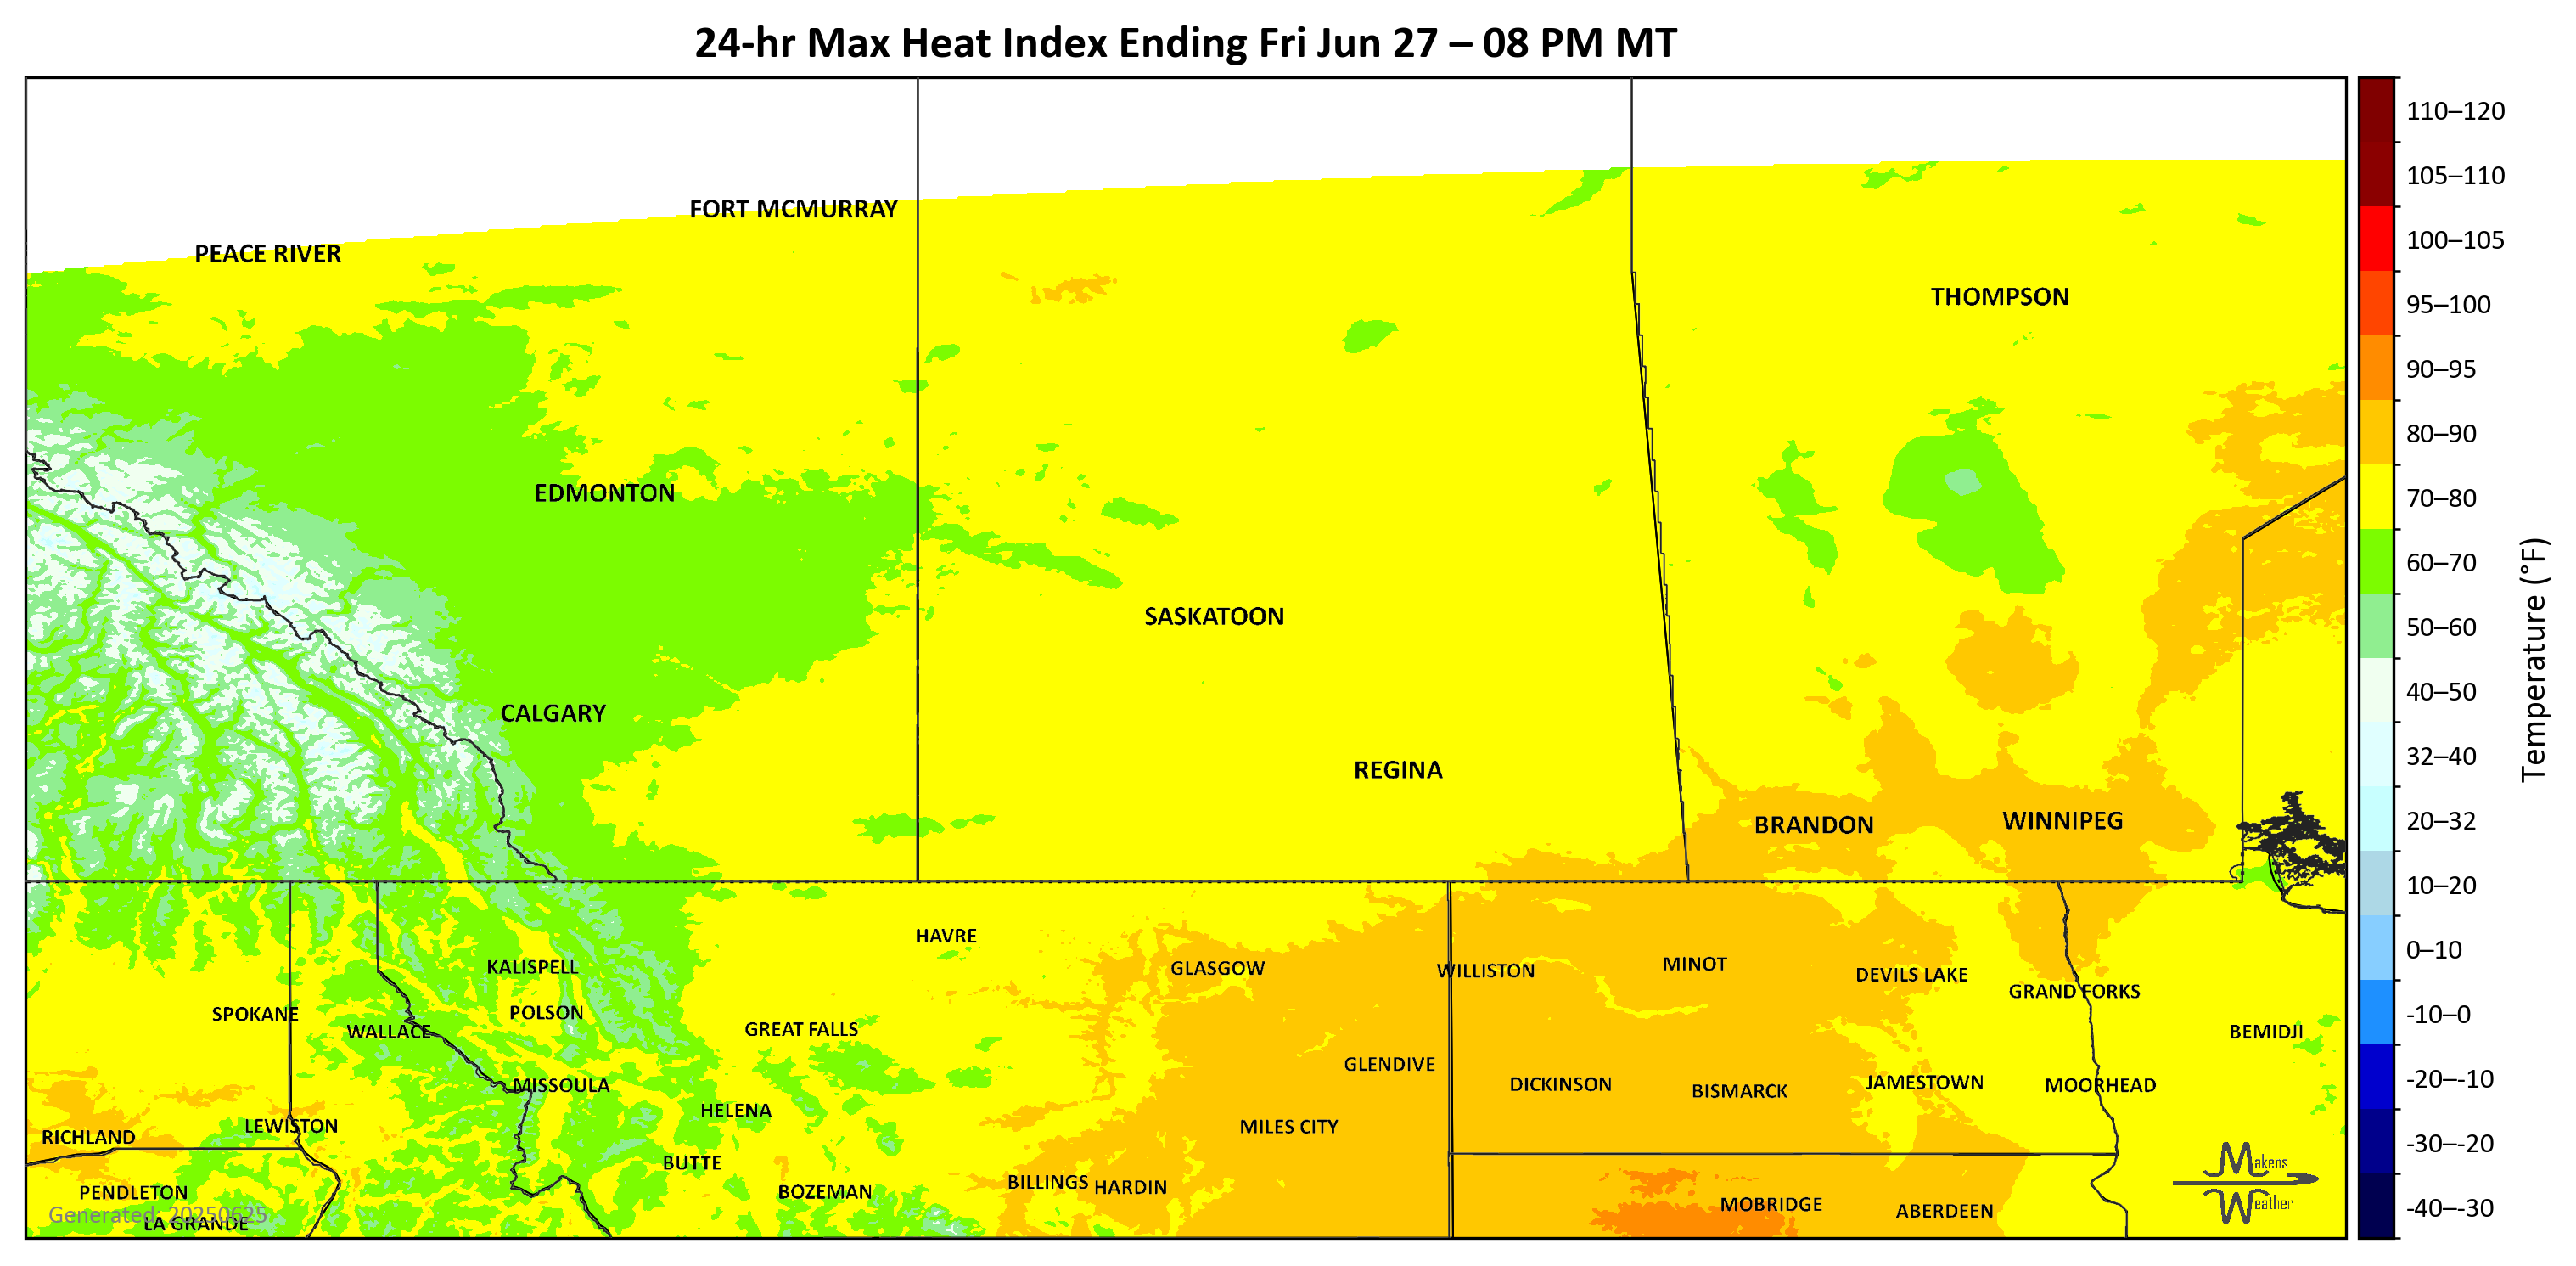 24-hr Max Heat Index Ending Fri Jun 27 – 08 PM MT
110–120
105–110
100–105
95–100
90–95
80–90
70–80
60–70
50–60
40–50
32–40
20–32
10–20
0–10
-10–0
-20–-10
-30–-20
-40–-30
Temperature (°F)
FORT MCMURRAY
PEACE RIVER
THOMPSON
EDMONTON
SASKATOON
CALGARY
REGINA
BRANDON
WINNIPEG
HAVRE
KALISPELL
GLASGOW
WILLISTON
MINOT
DEVILS LAKE
GRAND FORKS
SPOKANE
POLSON
WALLACE
GREAT FALLS
BEMIDJI
GLENDIVE
MISSOULA
DICKINSON
BISMARCK
JAMESTOWN
MOORHEAD
HELENA
LEWISTON
MILES CITY
RICHLAND
BUTTE
BILLINGS
HARDIN
PENDLETON
BOZEMAN
MOBRIDGE
ABERDEEN
Generated: 20250625
LA GRANDE
Makens
Weather